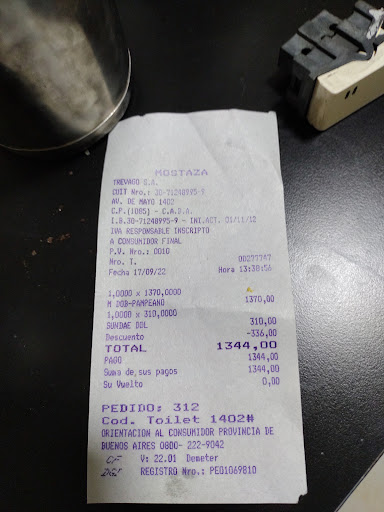 MOSTAZA
TREVAGO S.A.
CUIT Nro.: 30-71248995-9
AV. DE MAYO 1402
C.P.(1085) - C.A.B.A.
I.B.30-71248995-9 - INI.ACT. 01/11/12
IVA RESPONSABLE INSCRIPTO
A CONSUMIDOR FINAL
P.V. Nro.: 0010
Nro. T. 00277747
Fecha 17/09/22 Hora 13:38:56
1,0000 x 1370,0000
M DOB-PAMPEANO 1370,00
1,0000 x 310,0000
SUNDAE DDL 310,00
Descuento -336,00
TOTAL 1344,00
PAGO 1344,00
Suma de sus pagos 1344,00
Su Vuelto 0,00
PEDIDO: 312
Cod. Toilet 1402#
ORIENTACION AL CONSUMIDOR PROVINCIA DE
BUENOS AIRES 0800- 222-9042
CF V: 22.01 Demeter
DGI REGISTRO Nro.: PEO1069810